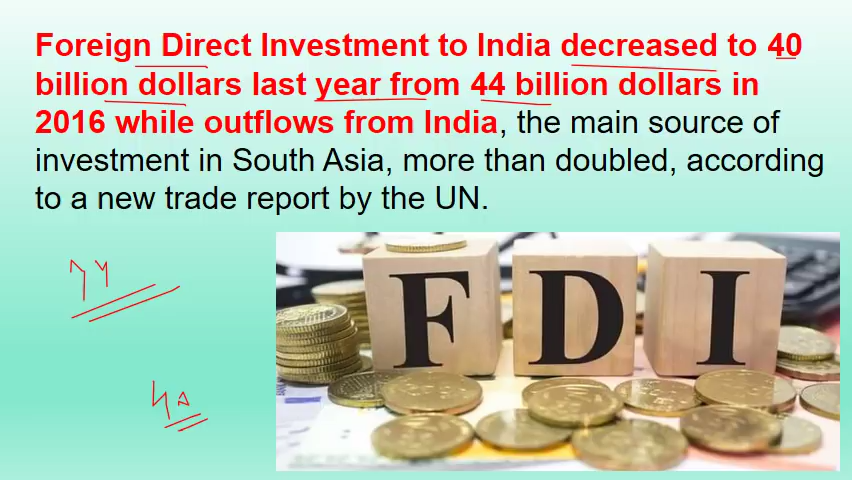 Foreign Direct Investment to India decreased to 40
billion dollars last year from 44 billion dollars in
2016 while outflows from India, the main source of
investment in South Asia, more than doubled, according
to a new trade report by the UN.
F D I